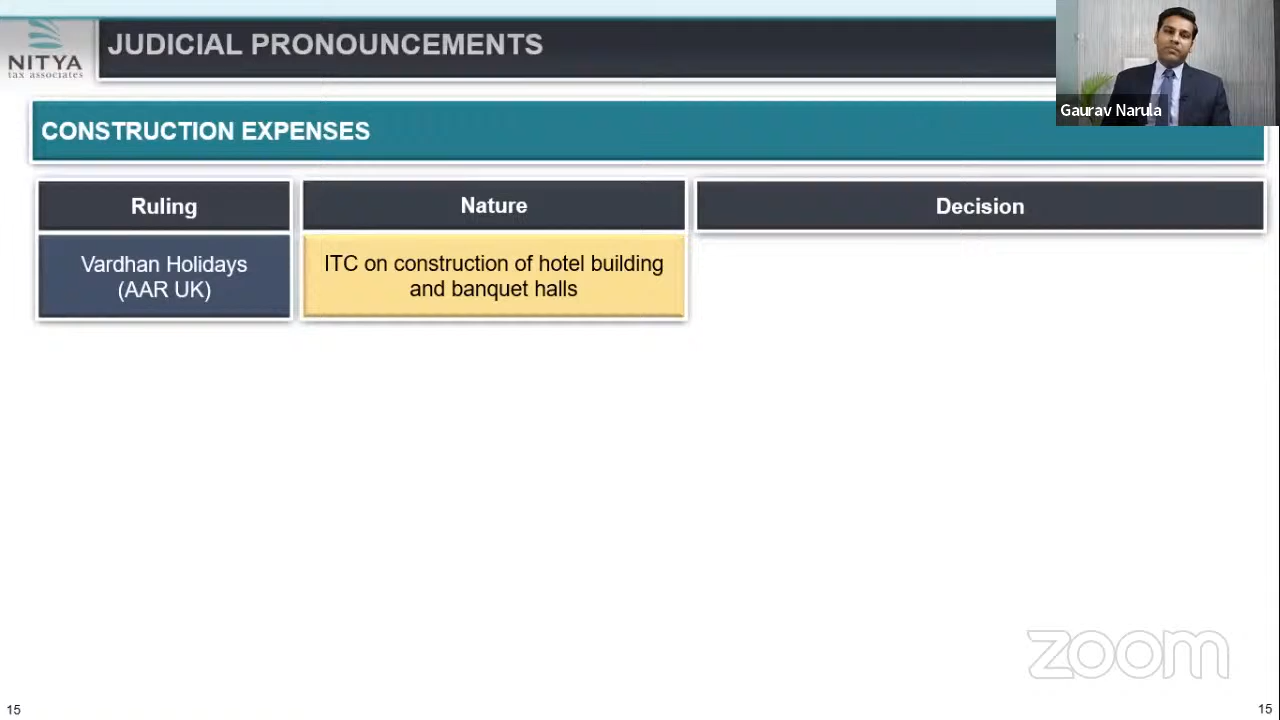 NITYA
tax associates
JUDICIAL PRONOUNCEMENTS
Gaurav Narula
CONSTRUCTION EXPENSES
Ruling
Nature
Decision
Vardhan Holidays
(AAR UK)
ITC on construction of hotel building
and banquet halls
zoom
15
15